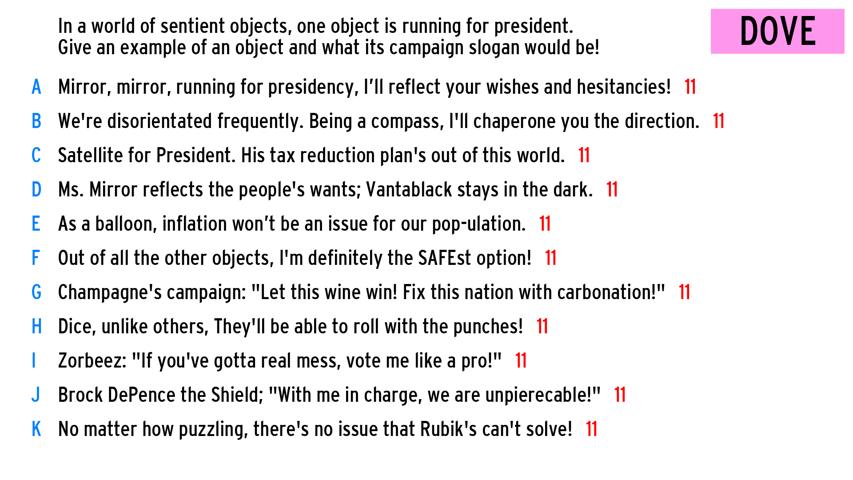 In a world of sentient objects, one object is running for president.
Give an example of an object and what its campaign slogan would be!
DOVE
A Mirror, mirror, running for presidency, I'll reflect your wishes and hesitancies! 11
B We're disorientated frequently. Being a compass, I'll chaperone you the direction. 11
C Satellite for President. His tax reduction plan's out of this world. 11
D Ms. Mirror reflects the people's wants; Vantablack stays in the dark. 11
E As a balloon, inflation won't be an issue for our pop-ulation. 11
F Out of all the other objects, I'm definitely the SAFEst option! 11
G Champagne's campaign: "Let this wine win! Fix this nation with carbonation!" 11
H Dice, unlike others, They'll be able to roll with the punches! 11
I Zorbeez: "If you've gotta real mess, vote me like a pro!" 11
J Brock DePence the Shield; "With me in charge, we are unpierecable!" 11
K No matter how puzzling, there's no issue that Rubik's can't solve! 11